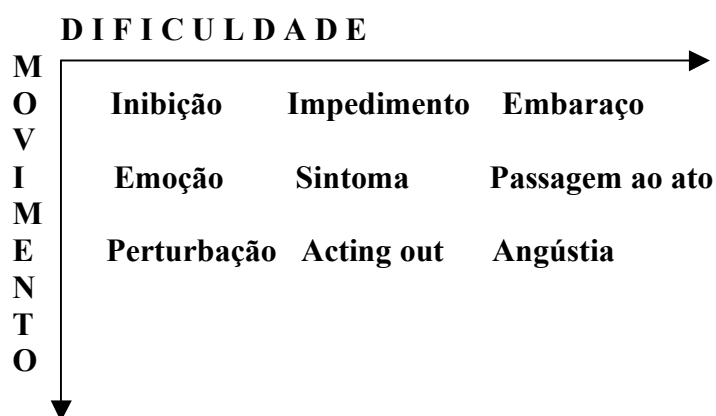 D I F I C U L D A D E
M
O
V
I
M
E
N
T
O
Inibição Impedimento Embaraço
Emoção Sintoma Passagem ao ato
Perturbação Acting out Angústia